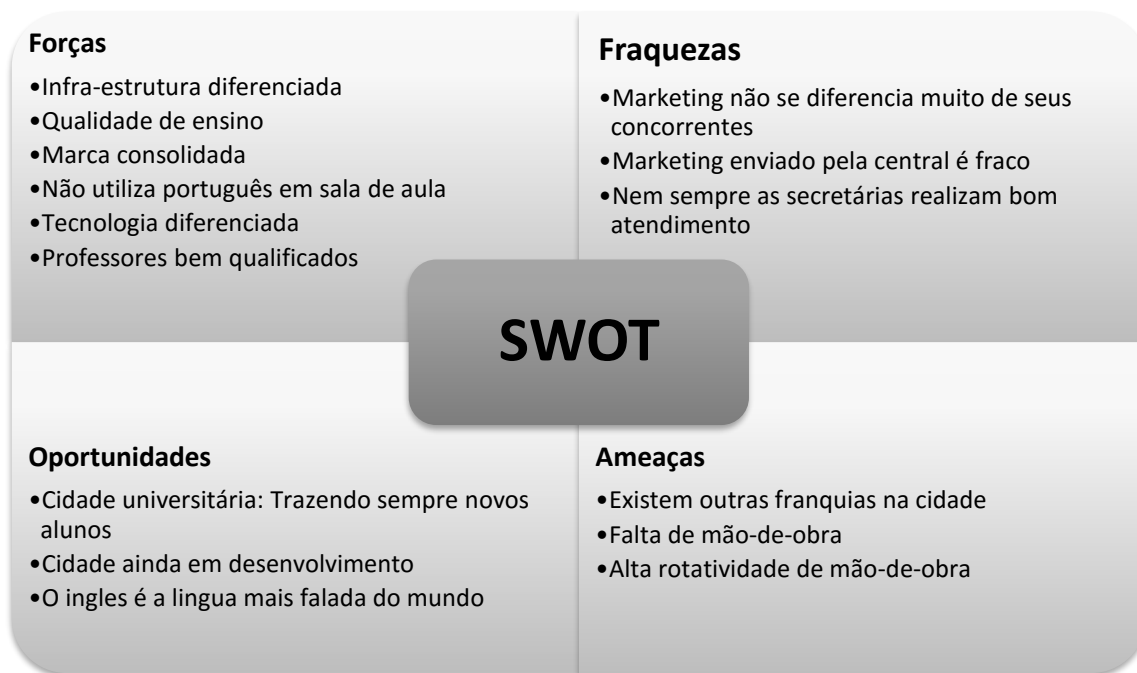 Forças
•Infra-estrutura diferenciada
•Qualidade de ensino
•Marca consolidada
•Não utiliza português em sala de aula
•Tecnologia diferenciada
•Professores bem qualificados
Fraquezas
•Marketing não se diferencia muito de seus
concorrentes
•Marketing enviado pela central é fraco
•Nem sempre as secretárias realizam bom
atendimento
SWOT
Oportunidades
•Cidade universitária: Trazendo sempre novos
alunos
•Cidade ainda em desenvolvimento
•O ingles é a lingua mais falada do mundo
Ameaças
•Existem outras franquias na cidade
•Falta de mão-de-obra
•Alta rotatividade de mão-de-obra